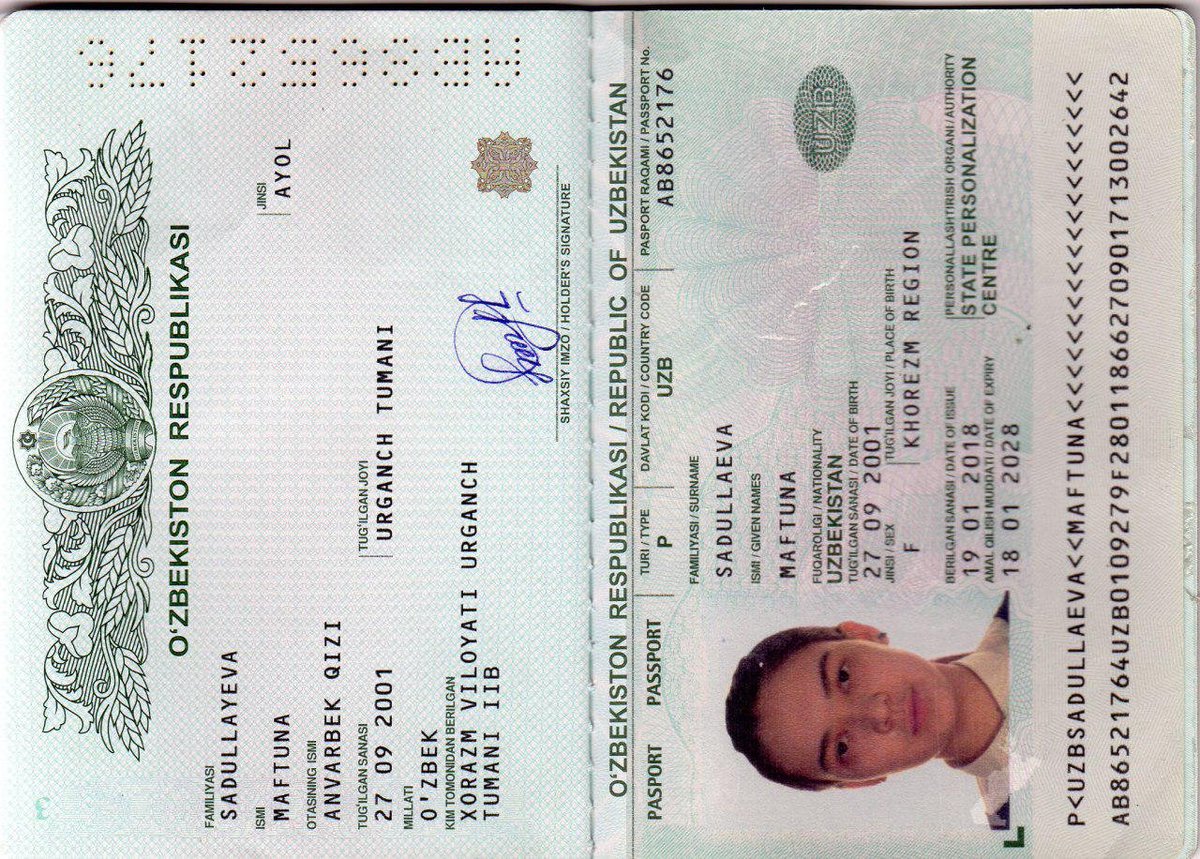 O'ZBEKISTON RESPUBLIKASI
FAMILIYASI
SADULLAYEVA
ISMI
MAFTUNA
JINSI
AYOL
OTASINING ISMI
ANVARBEK QIZI
TUG'ILGAN SANASI
27 09 2001
TUG'ILGAN JOYI
URGANCH TUMANI
MILLATI
O'ZBEK
KIM TOMONIDAN BERILGAN
XORAZM VILOYATI URGANCH
TUMANI IIB
SHAXSIY IMZO / HOLDER'S SIGNATURE
3
O'ZBEKISTON RESPUBLIKASI / REPUBLIC OF UZBEKISTAN
PASPORT PASSPORT
TURI / TYPE
P
DAVLAT KODI / COUNTRY CODE
UZB
PASPORT RAQAMI / PASSPORT No.
AB8652176
FAMILIYASI / SURNAME
SADULLAEVA
ISMI / GIVEN NAMES
MAFTUNA
FUQAROLIGI / NATIONALITY
UZBEKISTAN
TUG'ILGAN SANASI / DATE OF BIRTH
27 09 2001
JINSI / SEX
F
TUG'ILGAN JOYI / PLACE OF BIRTH
KHOREZM REGION
BERILGAN SANASI / DATE OF ISSUE
19 01 2018
AMAL QILISH MUDDATI / DATE OF EXPIRY
18 01 2028
PERSONALLASHTIRISH ORGANI / AUTHORITY
STATE PERSONALIZATION
CENTRE
UZB
P<UZBSADULLAEVA<<MAFTUNA<<<<<<<<<<<<<<<<<<<<
AB86521764UZB0109279F28011866270901713002642